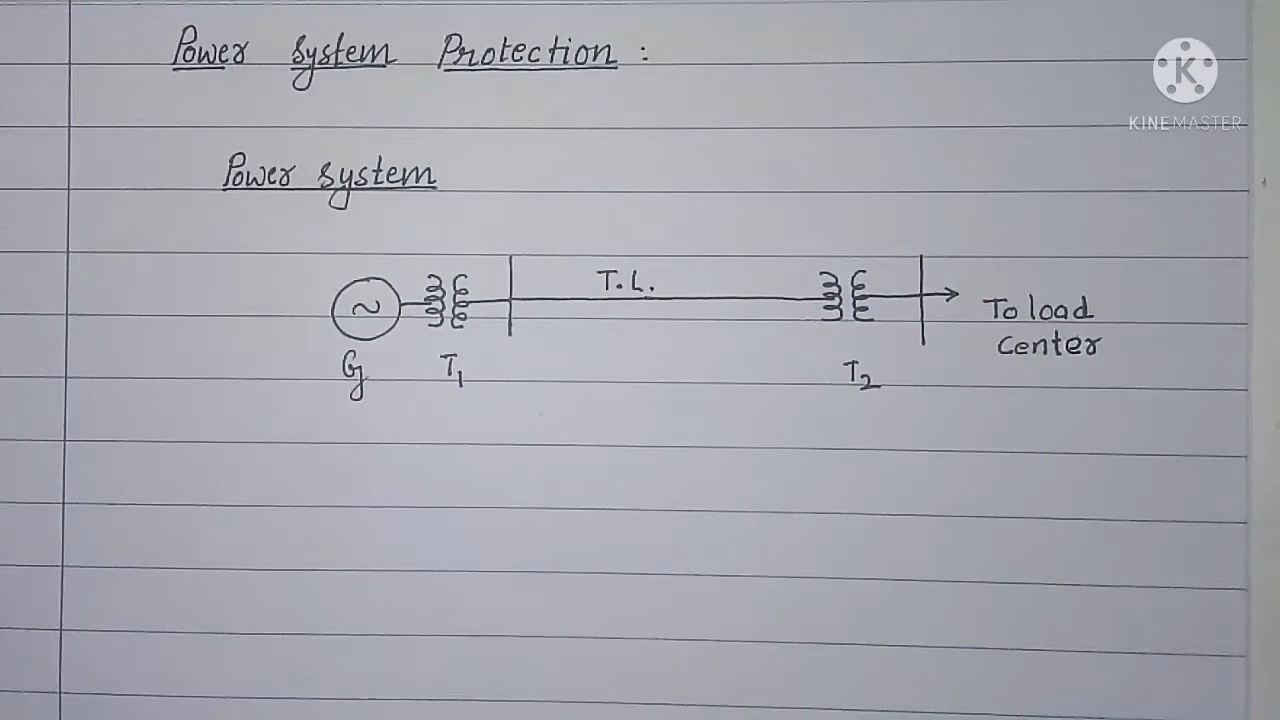 Power System Protection :
K
KINEMASTER
Power System
T.L.
~
To load
Center
G
T1
T2